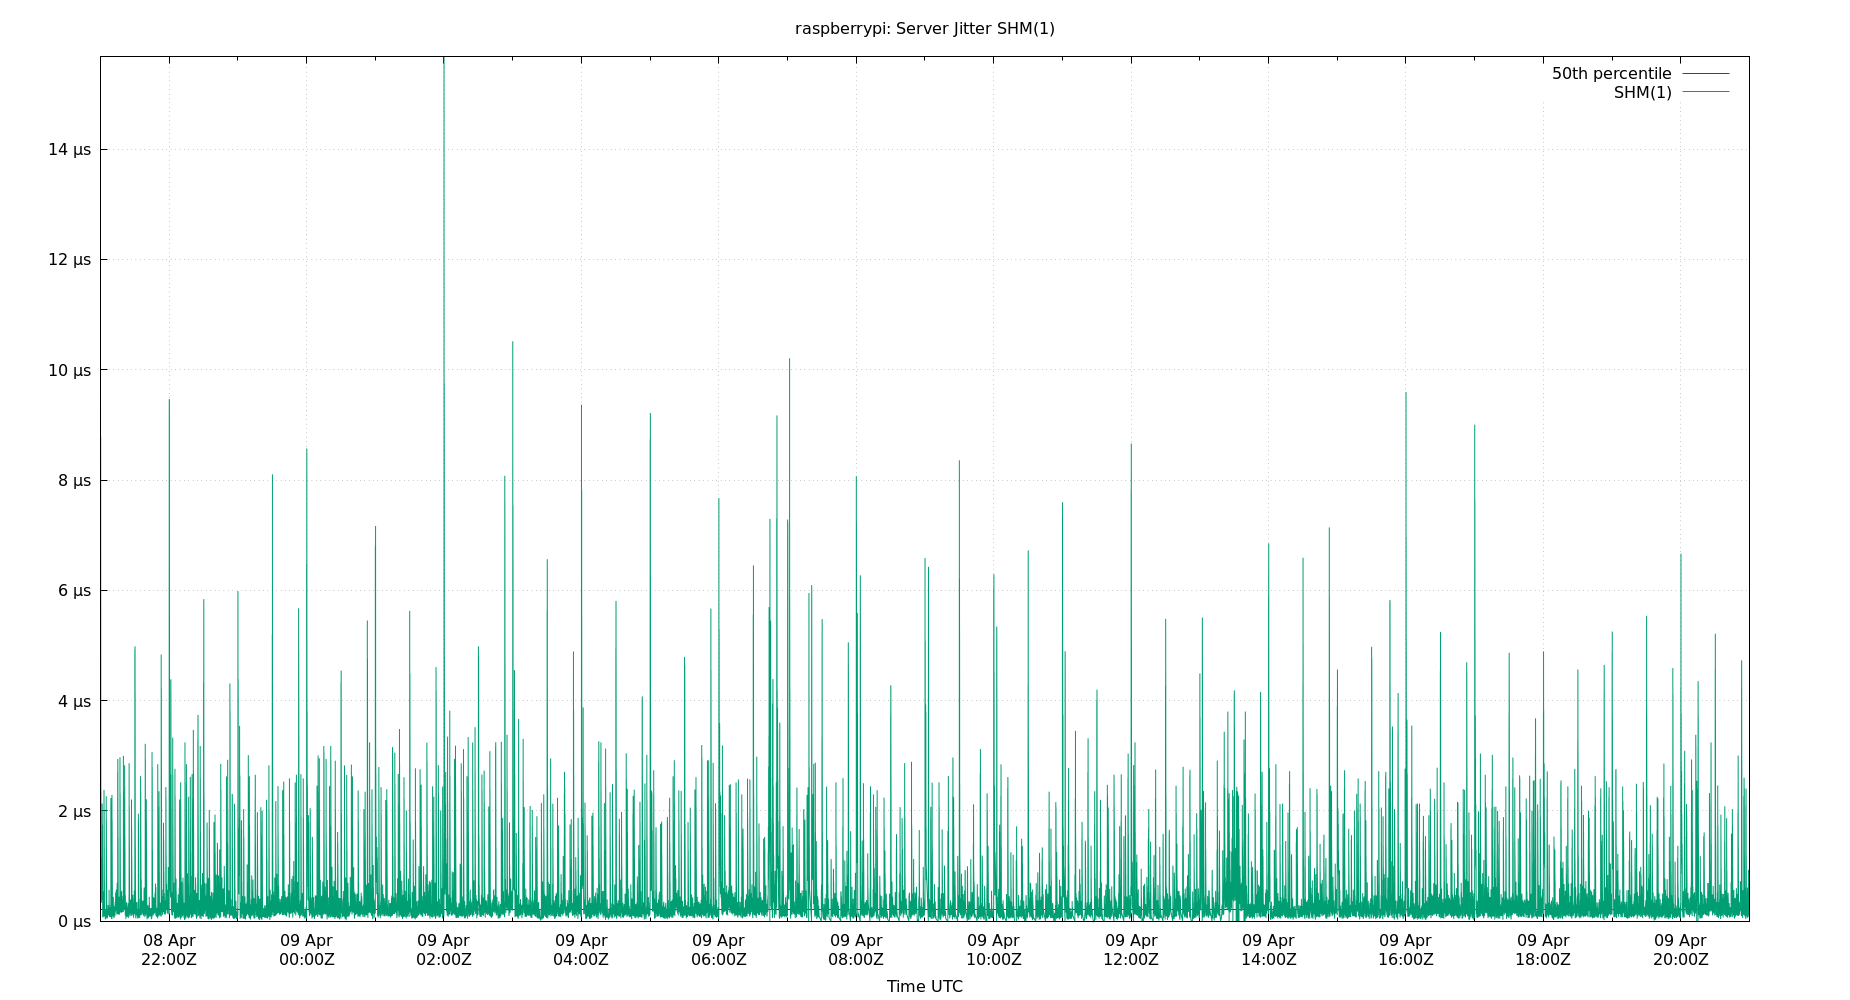 raspberrypi: Server Jitter SHM(1)
50th percentile
SHM(1)
14 µs
12 µs
10 µs
8 µs
6 µs
4 µs
2 µs
0 µs
08 Apr 09 Apr 09 Apr 09 Apr 09 Apr 09 Apr 09 Apr 09 Apr 09 Apr 09 Apr 09 Apr 09 Apr
22:00Z 00:00Z 02:00Z 04:00Z 06:00Z 08:00Z 10:00Z 12:00Z 14:00Z 16:00Z 18:00Z 20:00Z
Time UTC